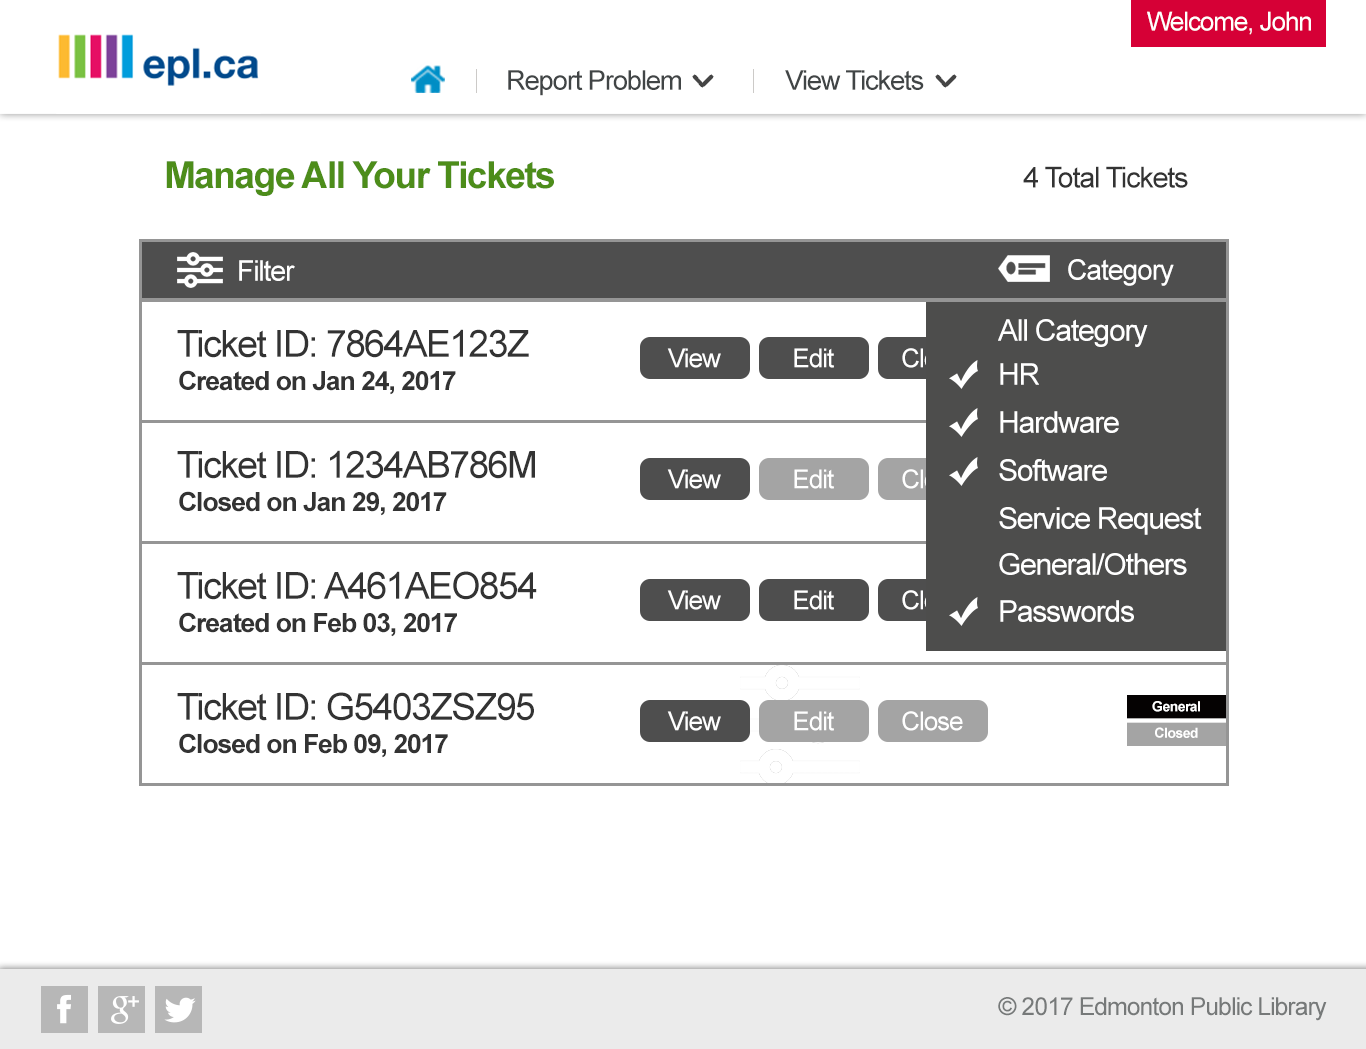 Welcome, John
epl.ca
Report Problem
View Tickets
Manage All Your Tickets
4 Total Tickets
Filter
Category
All Category
HR
Hardware
Software
Service Request
General/Others
Passwords
Ticket ID: 7864AE123Z
Created on Jan 24, 2017
View
Edit
Clo
Ticket ID: 1234AB786M
Closed on Jan 29, 2017
View
Edit
Clo
Ticket ID: A461AEO854
Created on Feb 03, 2017
View
Edit
Clo
Ticket ID: G5403ZSZ95
Closed on Feb 09, 2017
View
Edit
Close
General
Closed
f
g+
© 2017 Edmonton Public Library